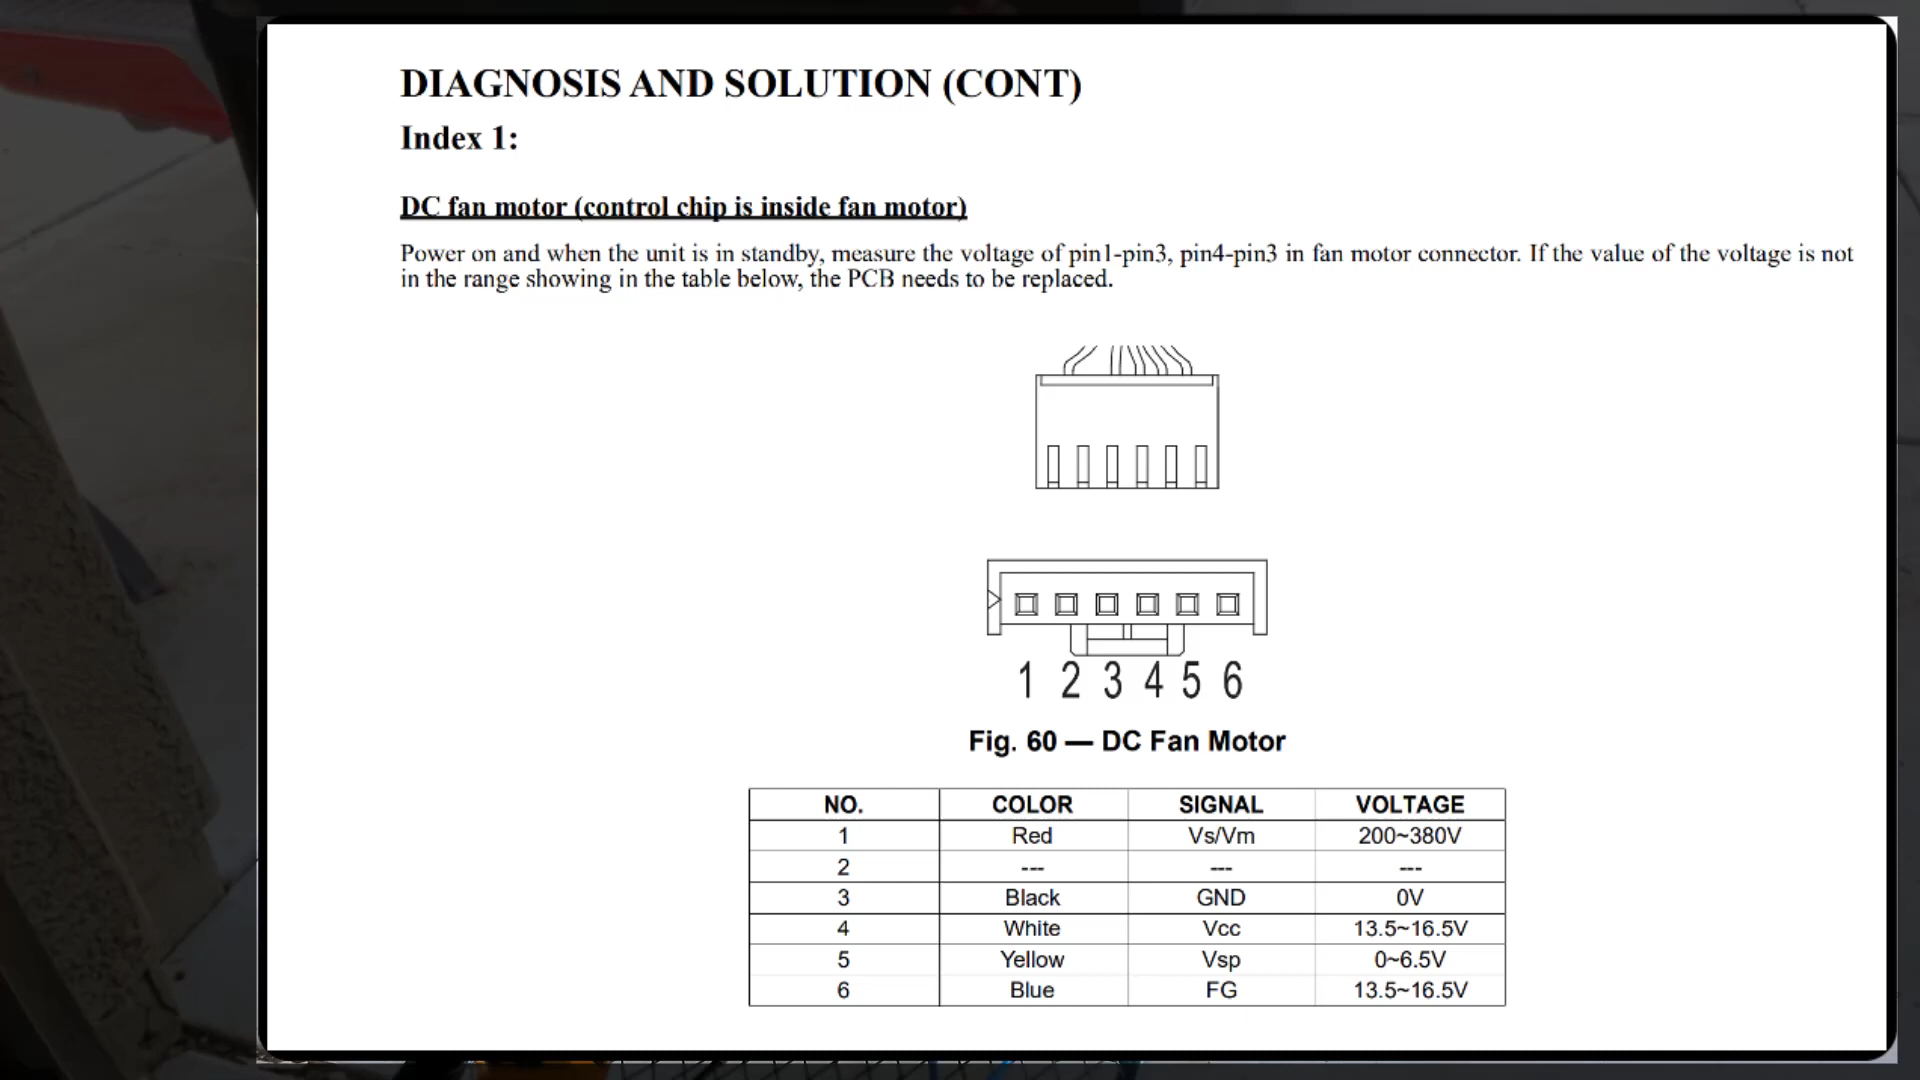 DIAGNOSIS AND SOLUTION (CONT)
Index 1:
DC fan motor (control chip is inside fan motor)
Power on and when the unit is in standby, measure the voltage of pin1-pin3, pin4-pin3 in fan motor connector. If the value of the voltage is not
in the range showing in the table below, the PCB needs to be replaced.
1 2 3 4 5 6
Fig. 60 — DC Fan Motor
NO. COLOR SIGNAL VOLTAGE
1 Red Vs/Vm 200~380V
2 --- --- ---
3 Black GND 0V
4 White Vcc 13.5~16.5V
5 Yellow Vsp 0~6.5V
6 Blue FG 13.5~16.5V